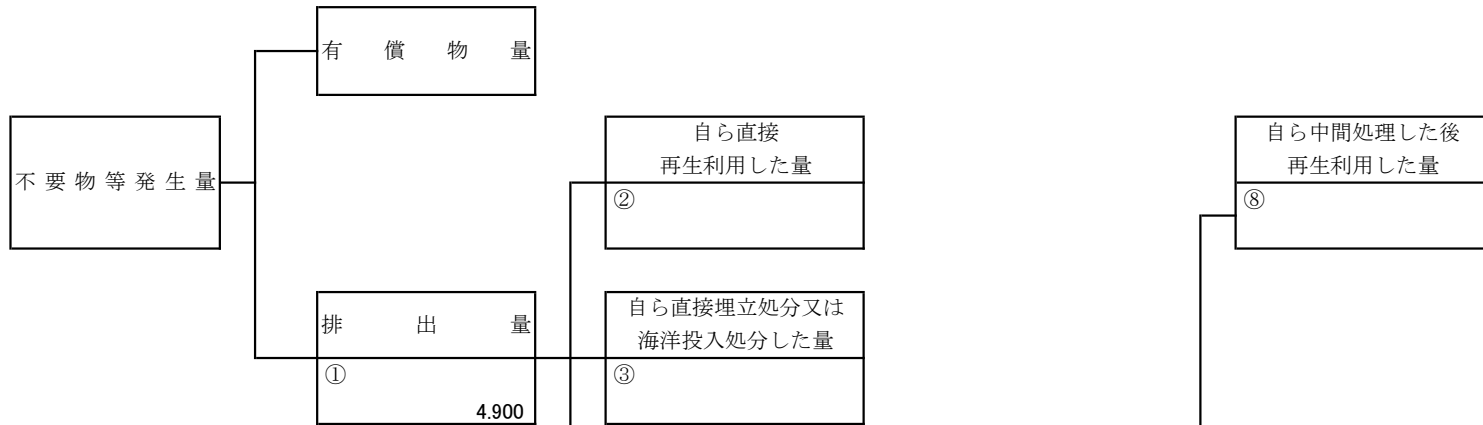 有償物量
不要物等発生量
自ら直接
再生利用した量
②
自ら中間処理した後
再生利用した量
⑧
排出量
①
4.900
自ら直接埋立処分又は
海洋投入処分した量
③